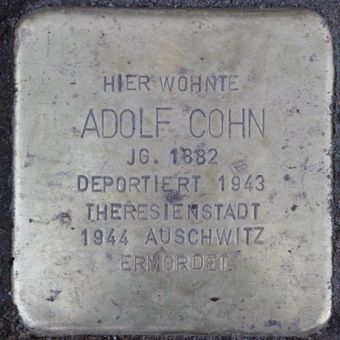 HIER WOHNTE
ADOLF COHN
JG. 1882
DEPORTIERT 1943
THERESIENSTADT
1944 AUSCHWITZ
ERMORDET